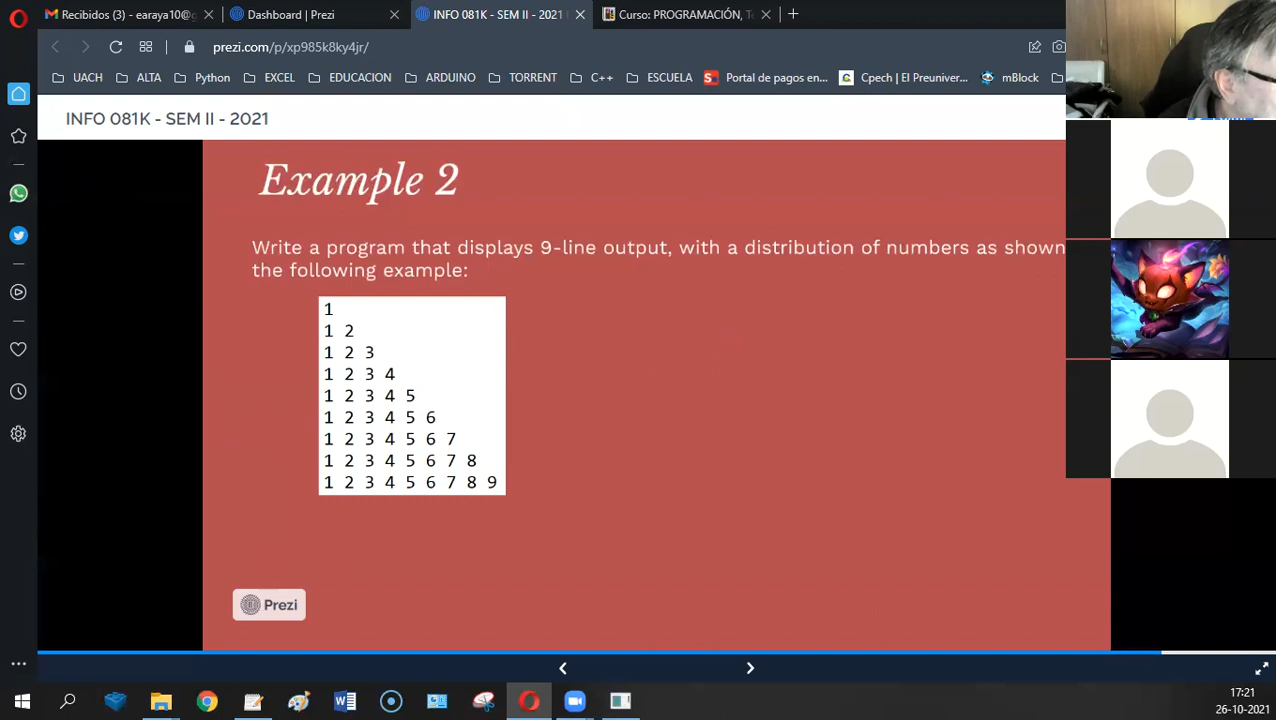 Recibidos (3) - earaya10@g
Dashboard | Prezi
INFO 081K - SEM II - 2021
Curso: PROGRAMACIÓN, To
prezi.com/p/xp985k8ky4jr/
UACH
ALTA
Python
EXCEL
EDUCACION
ARDUINO
TORRENT
C++
ESCUELA
Portal de pagos en...
Cpech | El Preuniver...
mBlock
INFO 081K - SEM II - 2021
Example 2
Write a program that displays 9-line output, with a distribution of numbers as shown
the following example:
1
1 2
1 2 3
1 2 3 4
1 2 3 4 5
1 2 3 4 5 6
1 2 3 4 5 6 7
1 2 3 4 5 6 7 8
1 2 3 4 5 6 7 8 9
Prezi
17:21
26-10-2021